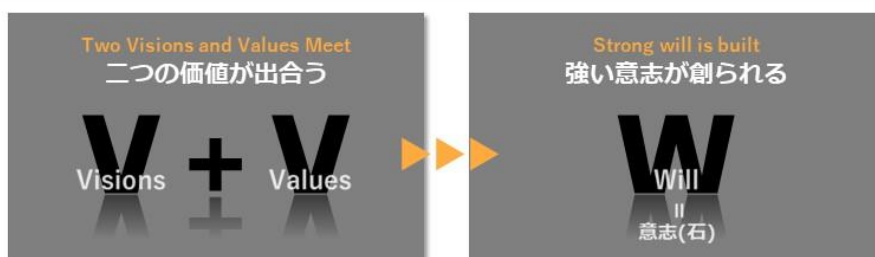 Two Visions and Values Meet
二つの価値が出合う
V + V
Visions
Values
Strong will is built
強い意志が創られる
W
Will
=
意志(石)